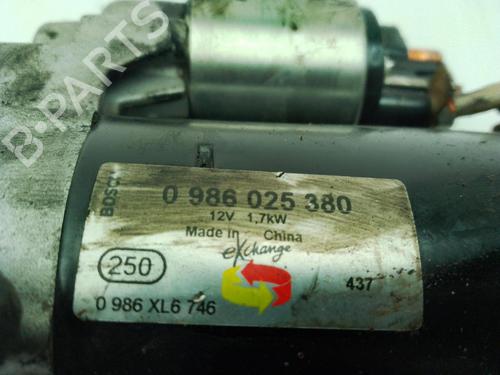 B-PARTS
BOSCH
0 986 025 380
12V 1,7kW
Made in China
exchange
250
437
0 986 XL6 746